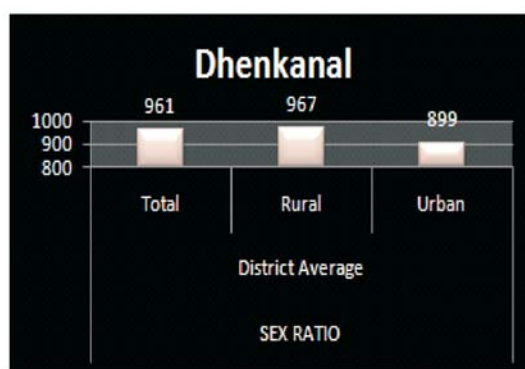 Dhenkanal
961 967 899
1000
900
800
Total Rural Urban
District Average
SEX RATIO